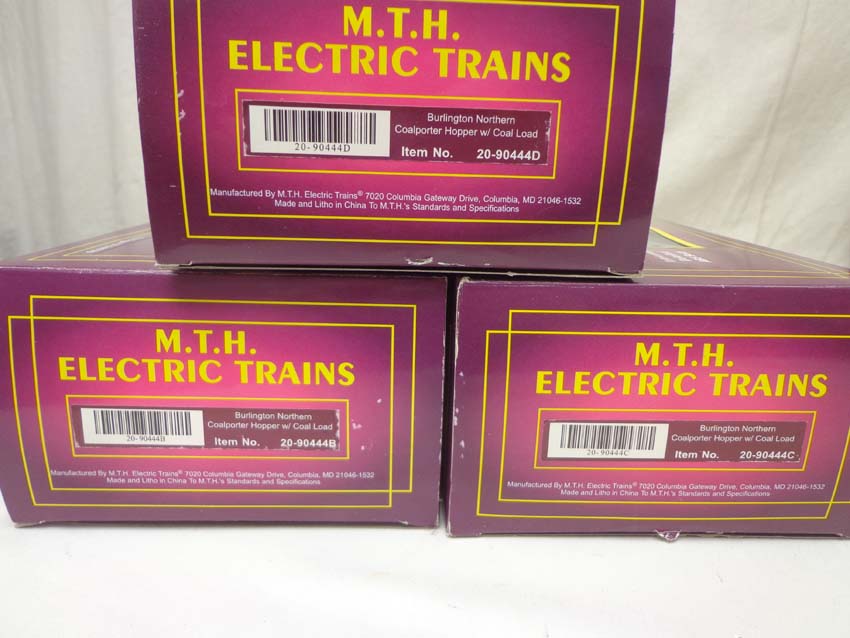 M.T.H.
ELECTRIC TRAINS
Burlington Northern
Coalporter Hopper w/ Coal Load
20-90444D
Item No. 20-90444D
Manufactured By M.T.H. Electric Trains® 7020 Columbia Gateway Drive, Columbia, MD 21046-1532
Made and Litho in China To M.T.H.'s Standards and Specifications
M.T.H.
ELECTRIC TRAINS
Burlington Northern
Coalporter Hopper w/ Coal Load
20-90444B
Item No. 20-90444B
Manufactured By M.T.H. Electric Trains® 7020 Columbia Gateway Drive, Columbia, MD 21046-1532
Made and Litho in China To M.T.H.'s Standards and Specifications
M.T.H.
ELECTRIC TRAINS
Burlington Northern
Coalporter Hopper w/ Coal Load
20-90444C
Item No. 20-90444C
Manufactured By M.T.H. Electric Trains® 7020 Columbia Gateway Drive, Columbia, MD 21046-1532
Made and Litho in China To M.T.H.'s Standards and Specifications